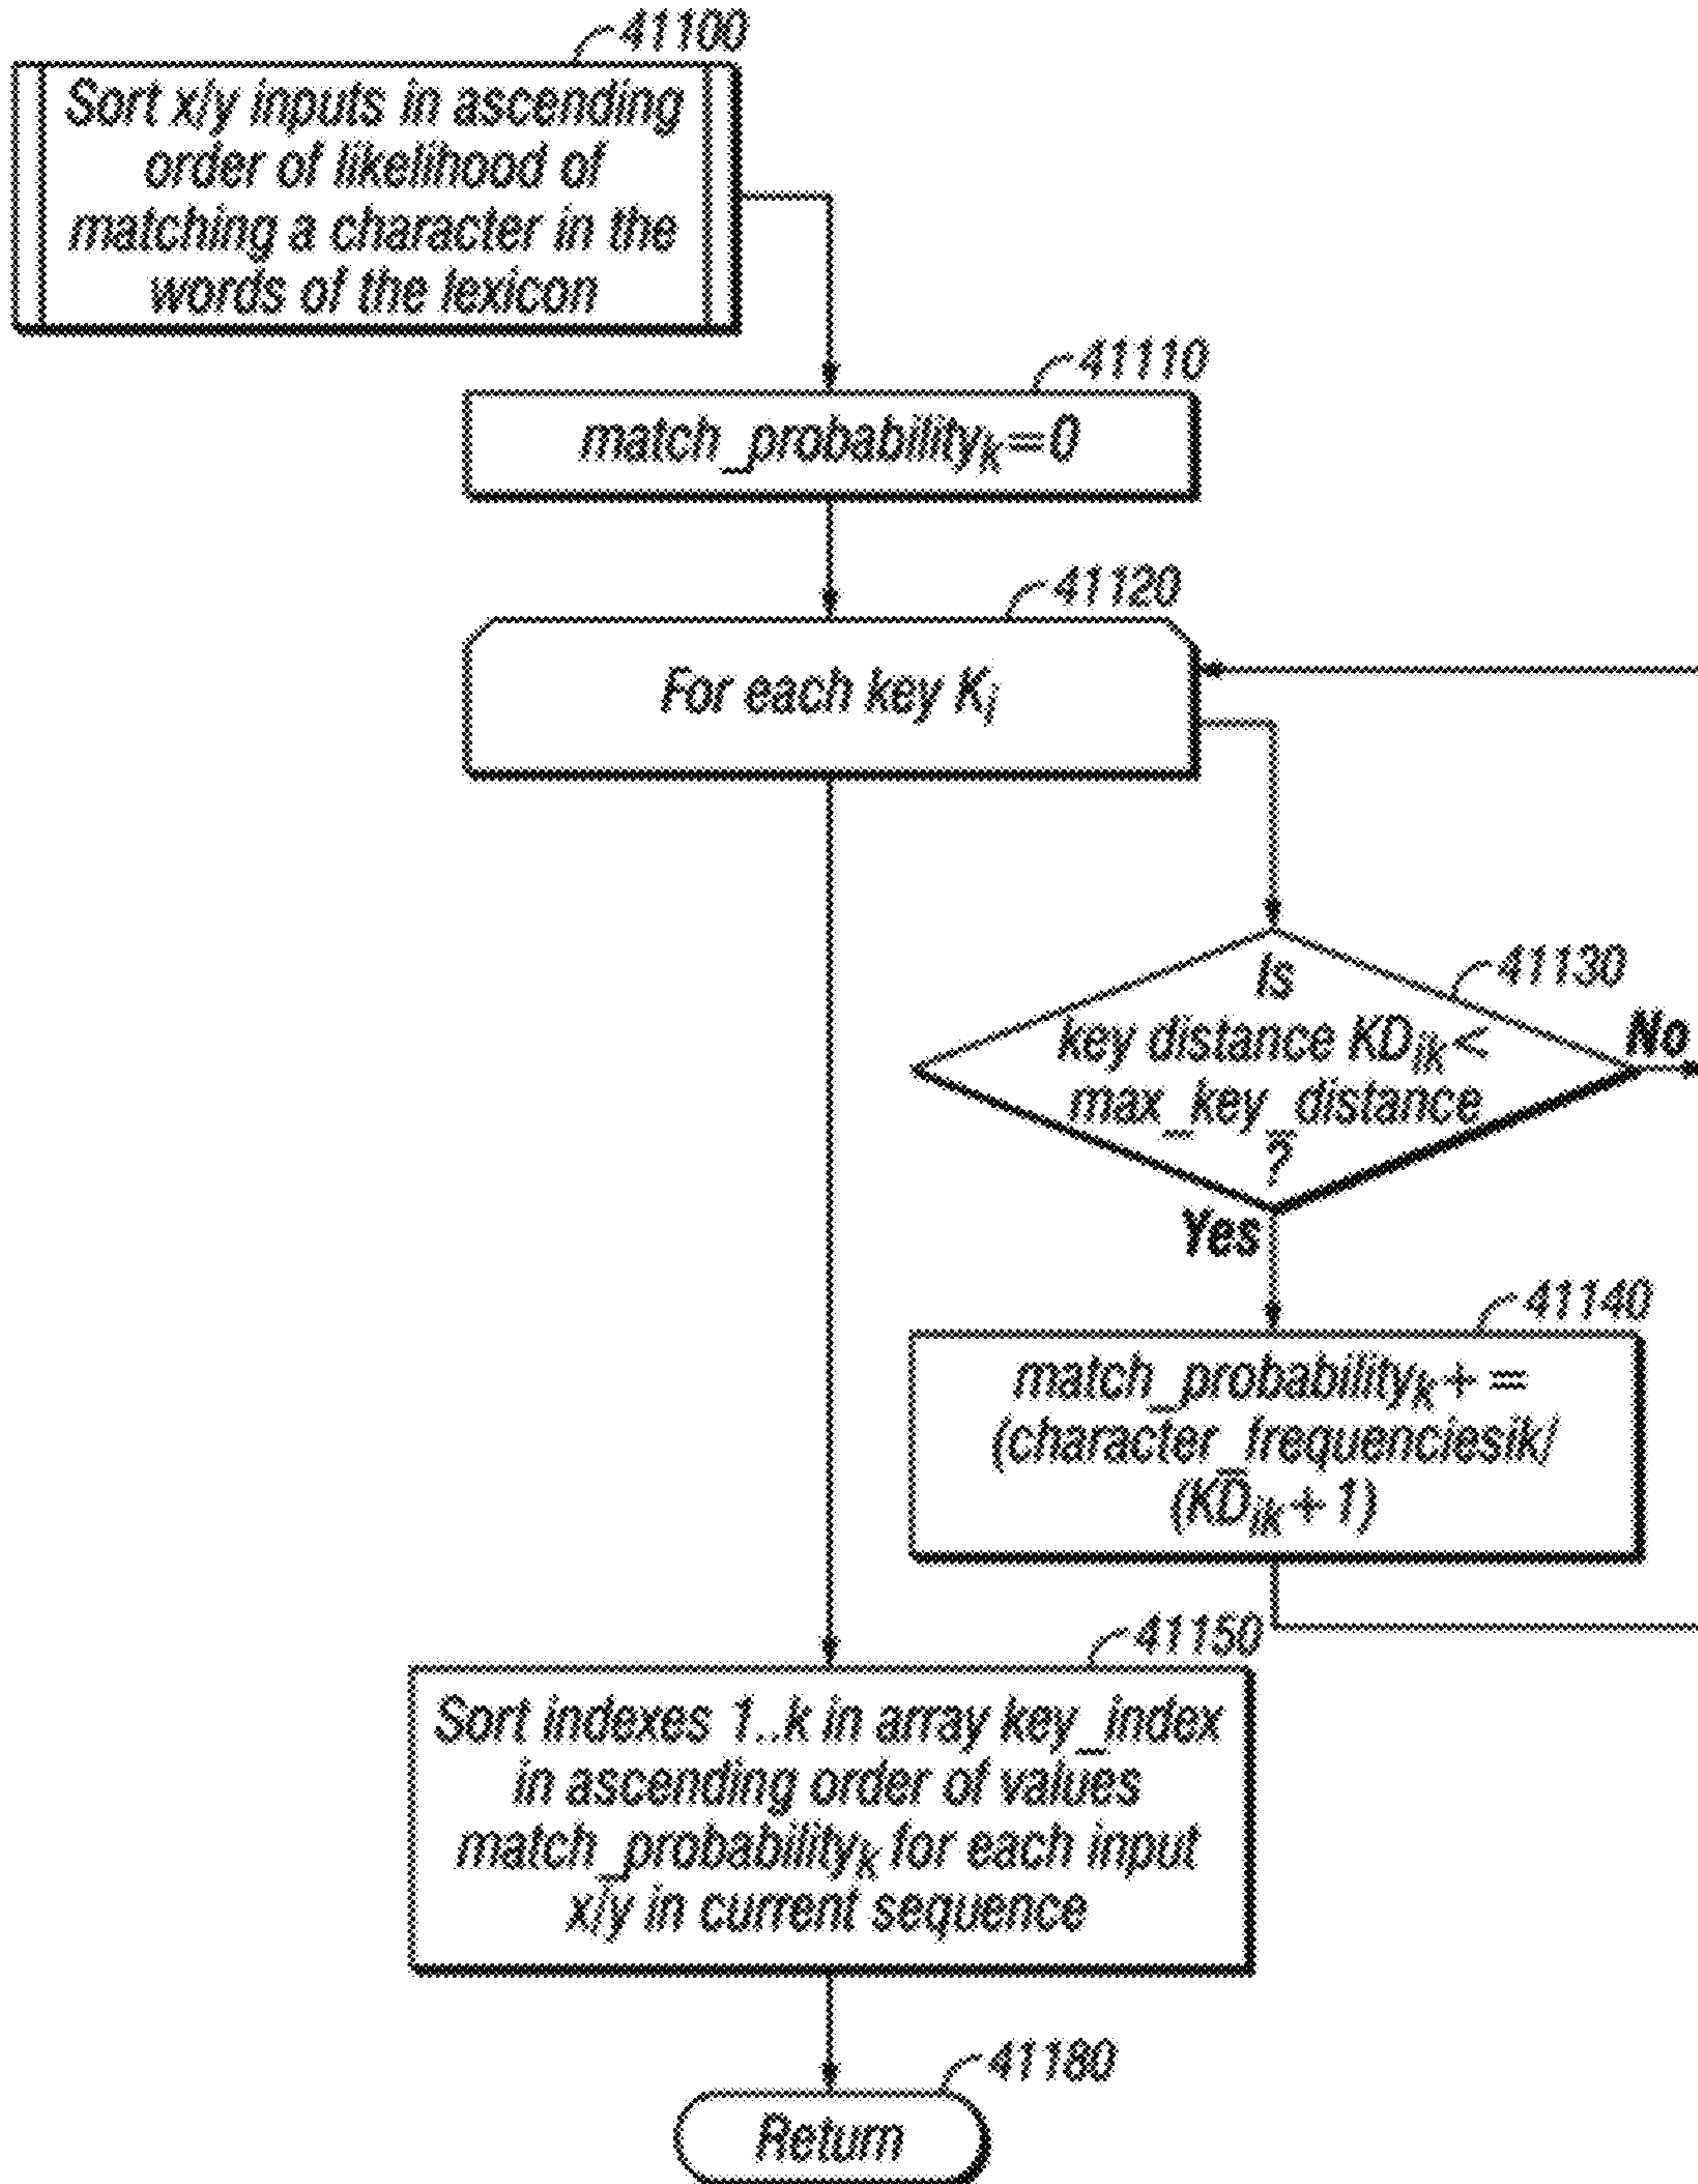 41100
Sort x/y inputs in ascending
order of likelihood of
matching a character in the
words of the lexicon
41110
match_probabilityk=0
41120
For each key Ki
41130
Is
key distance KDik <
max_key_distance
?
No
Yes
41140
match_probabilityk + =
(character_frequenciesik/
(KDik + 1)
41150
Sort indexes 1..k in array key_index
in ascending order of values
match_probabilityk for each input
x/y in current sequence
41180
Return